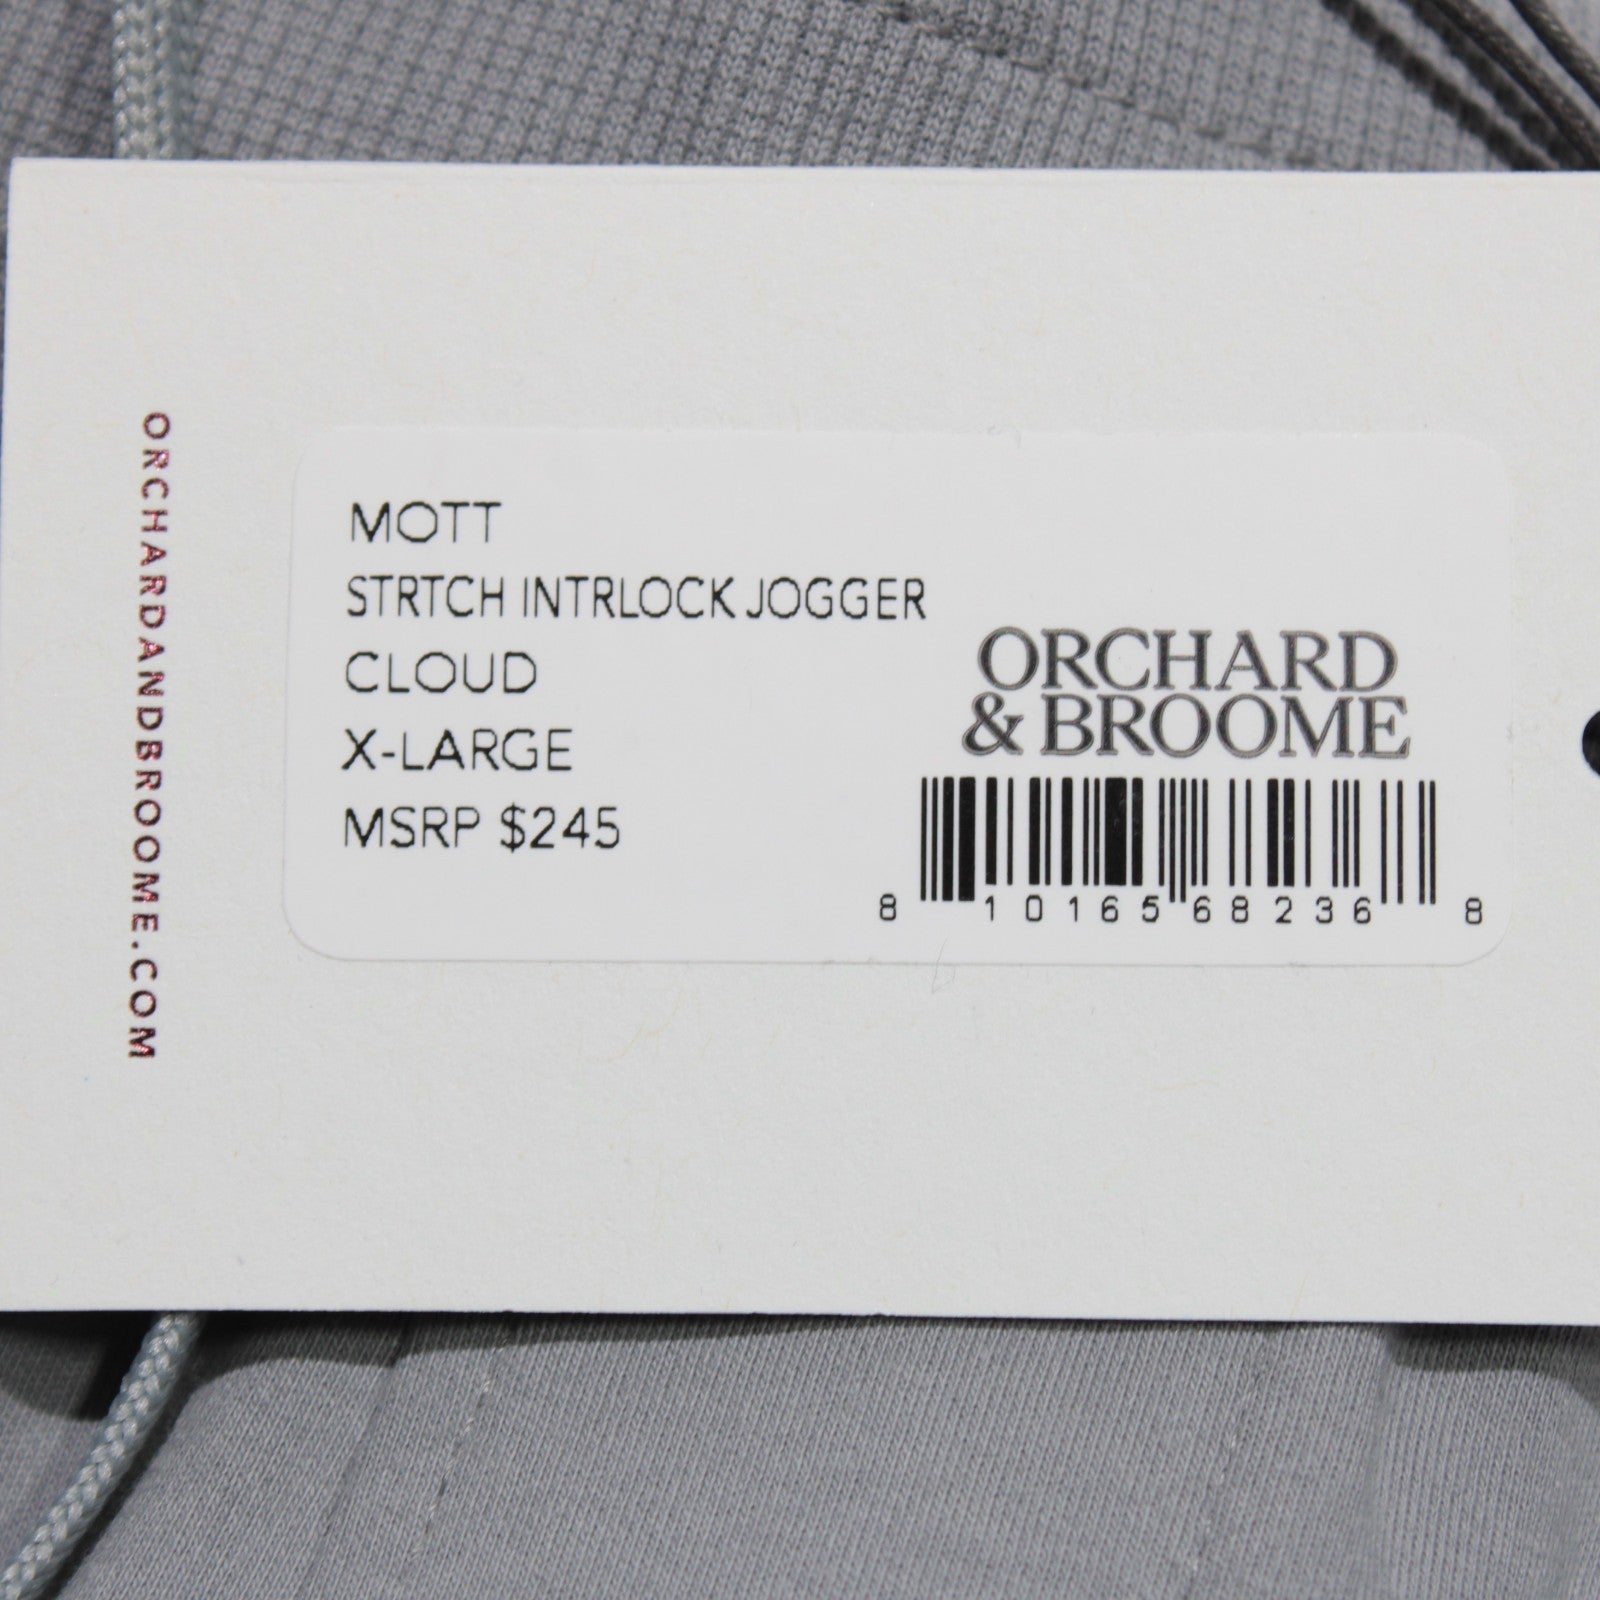 ORCHARDANDBROOME.COM
MOTT
STRTCH INTRLOCK JOGGER
CLOUD
X-LARGE
MSRP $245
ORCHARD
& BROOME
8 10165 68236 8